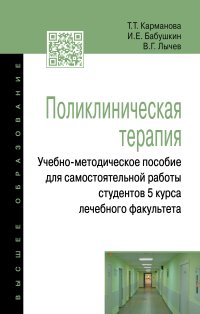 Т.Т. Карманова
И.Е. Бабушкин
В.Г. Лычев
Поликлиническая
терапия
Учебно-методическое пособие
для самостоятельной работы
студентов 5 курса
лечебного факультета
ВЫСШЕЕ ОБРАЗОВАНИЕ